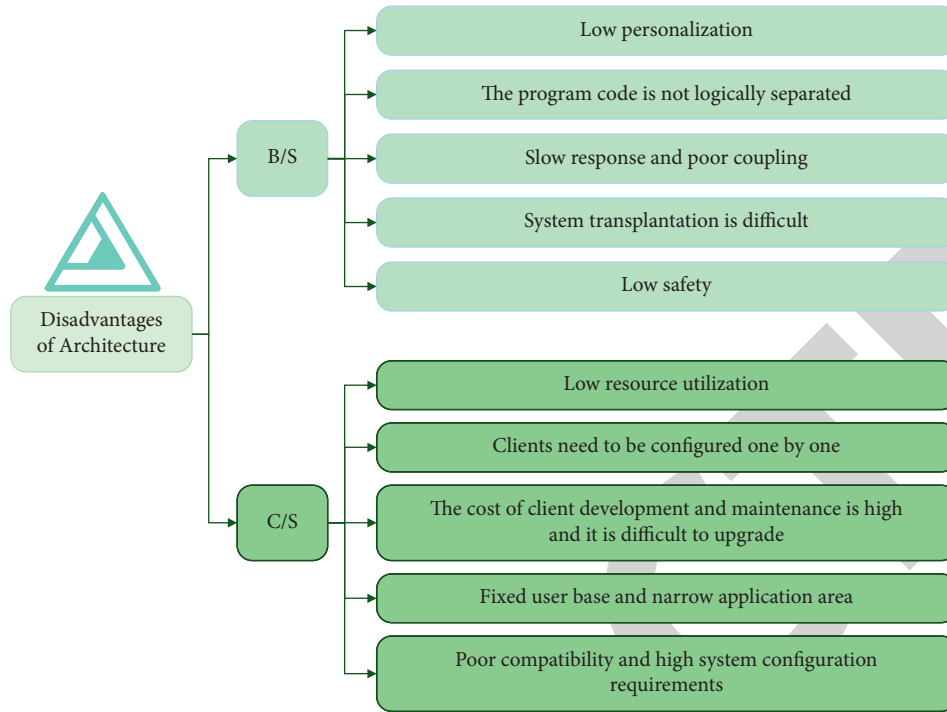 Disadvantages
of Architecture
B/S
Low personalization
The program code is not logically separated
Slow response and poor coupling
System transplantation is difficult
Low safety
C/S
Low resource utilization
Clients need to be configured one by one
The cost of client development and maintenance is high
and it is difficult to upgrade
Fixed user base and narrow application area
Poor compatibility and high system configuration
requirements